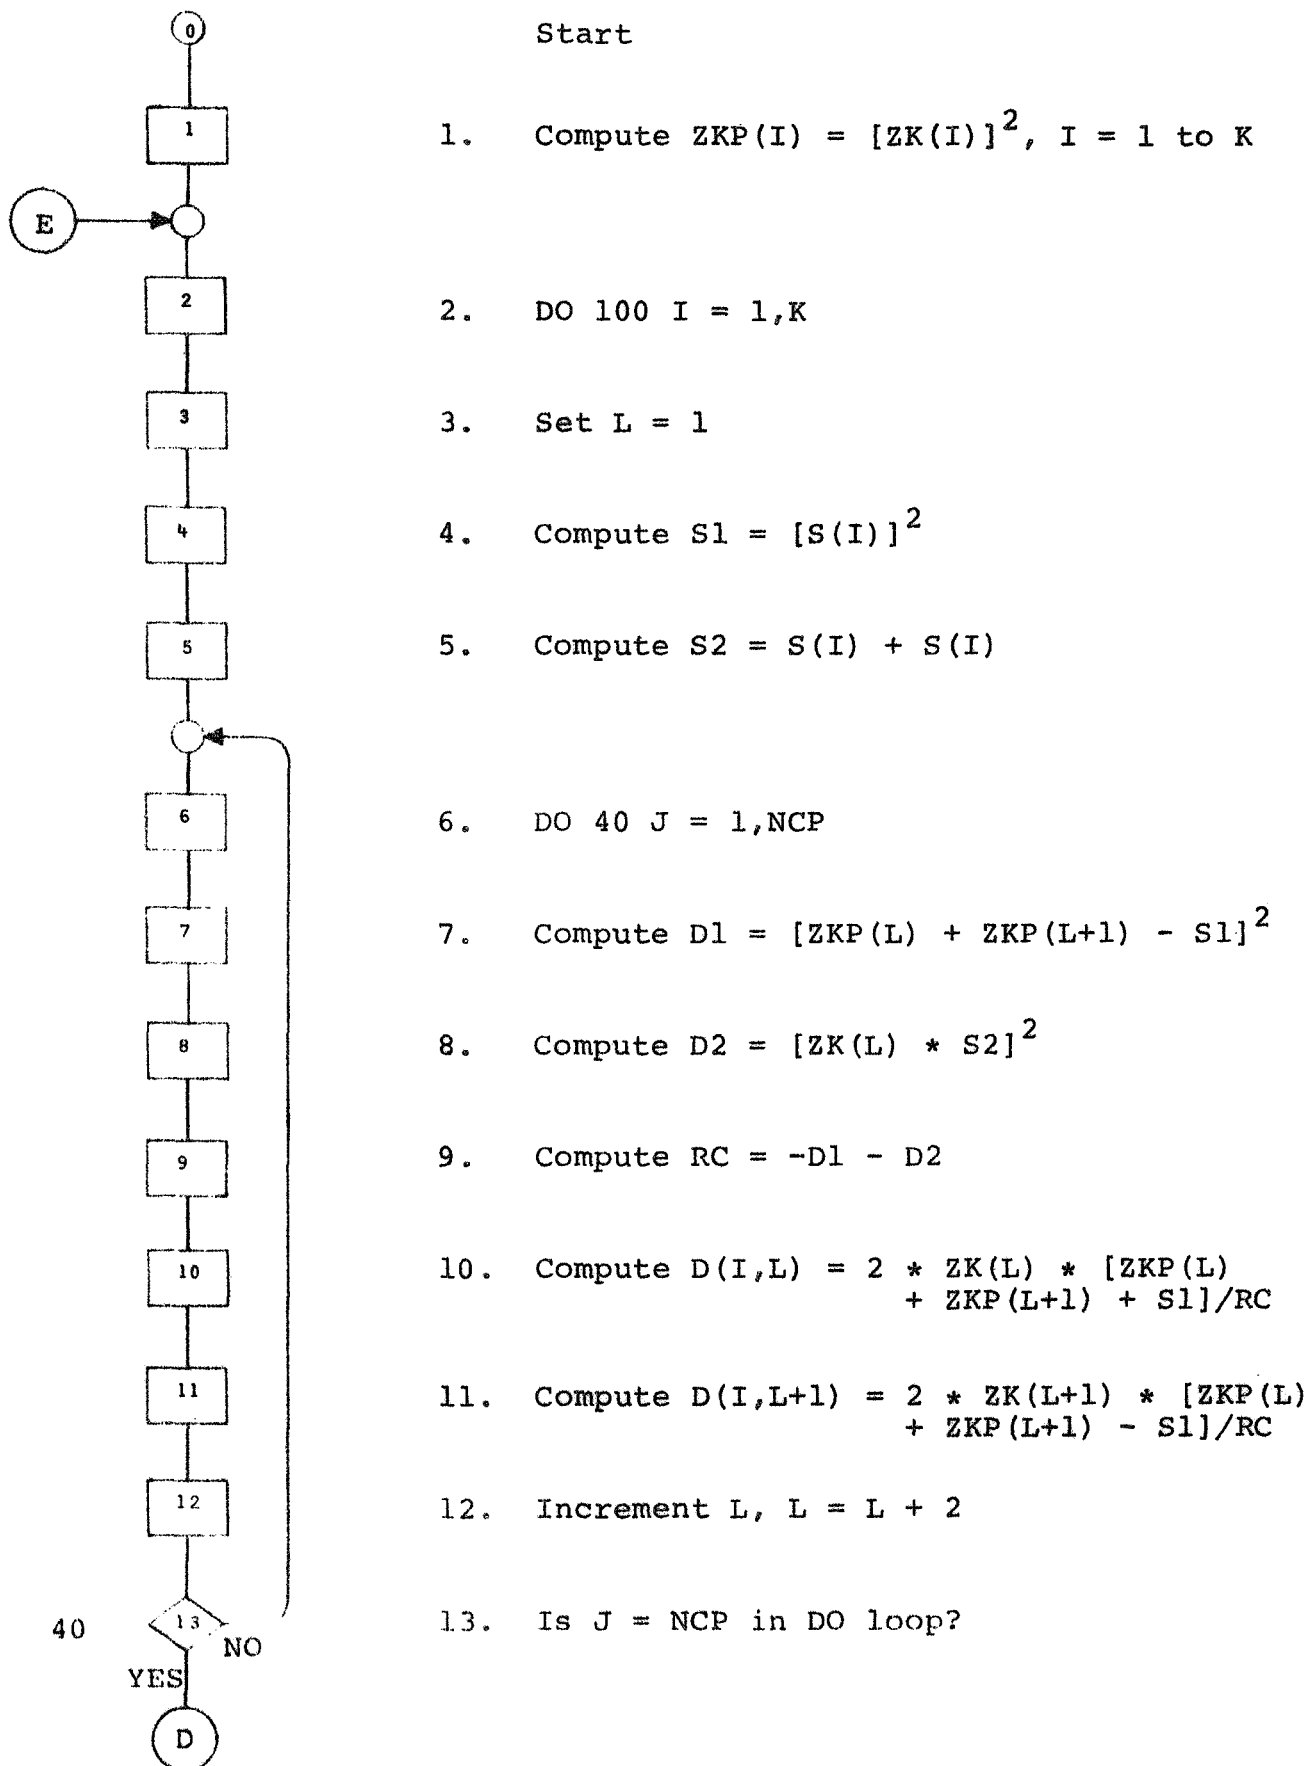 0 Start
1 1. Compute ZKP(I) = [ZK(I)]², I = 1 to K
E
2 2. DO 100 I = 1,K
3 3. Set L = 1
4 4. Compute S1 = [S(I)]²
5 5. Compute S2 = S(I) + S(I)
6 6. DO 40 J = 1,NCP
7 7. Compute D1 = [ZKP(L) + ZKP(L+1) - S1]²
8 8. Compute D2 = [ZK(L) * S2]²
9 9. Compute RC = -D1 - D2
10 10. Compute D(I,L) = 2 * ZK(L) * [ZKP(L)
+ ZKP(L+1) + S1]/RC
11 11. Compute D(I,L+1) = 2 * ZK(L+1) * [ZKP(L)
+ ZKP(L+1) - S1]/RC
12 12. Increment L, L = L + 2
40 13 13. Is J = NCP in DO loop?
NO
YES
D